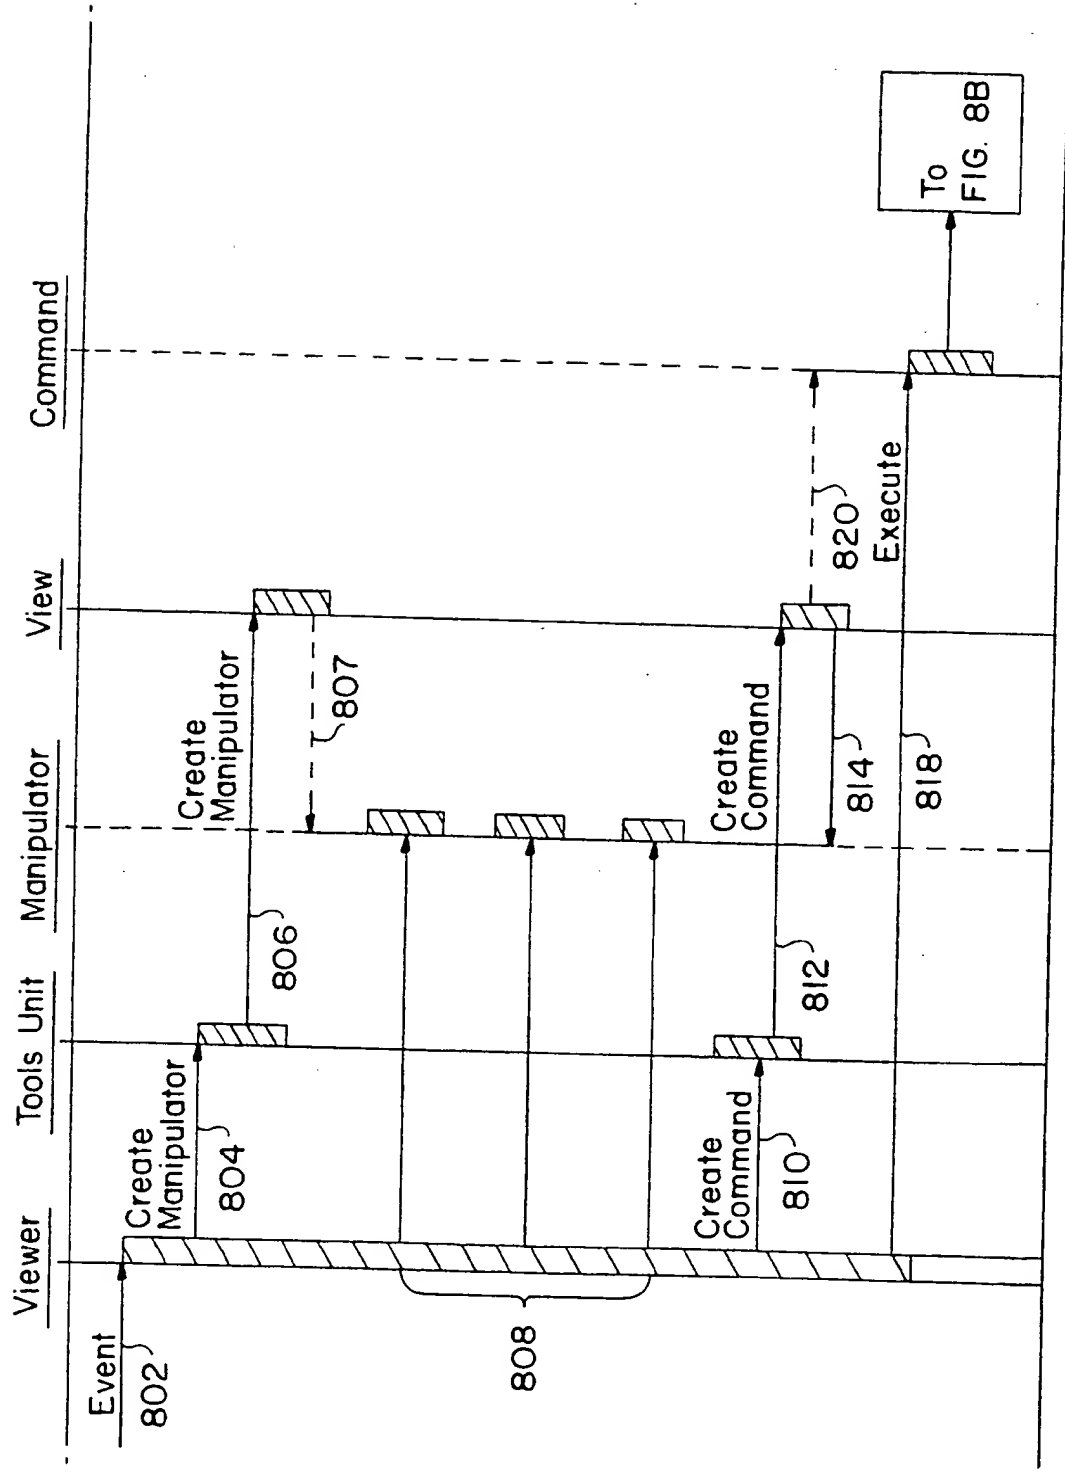 Viewer
Tools Unit
Manipulator
View
Command
Event
802
Create
Manipulator
804
Create
Manipulator
806
807
808
Create
Command
810
Create
Command
812
814
820
Execute
818
To
FIG. 8B